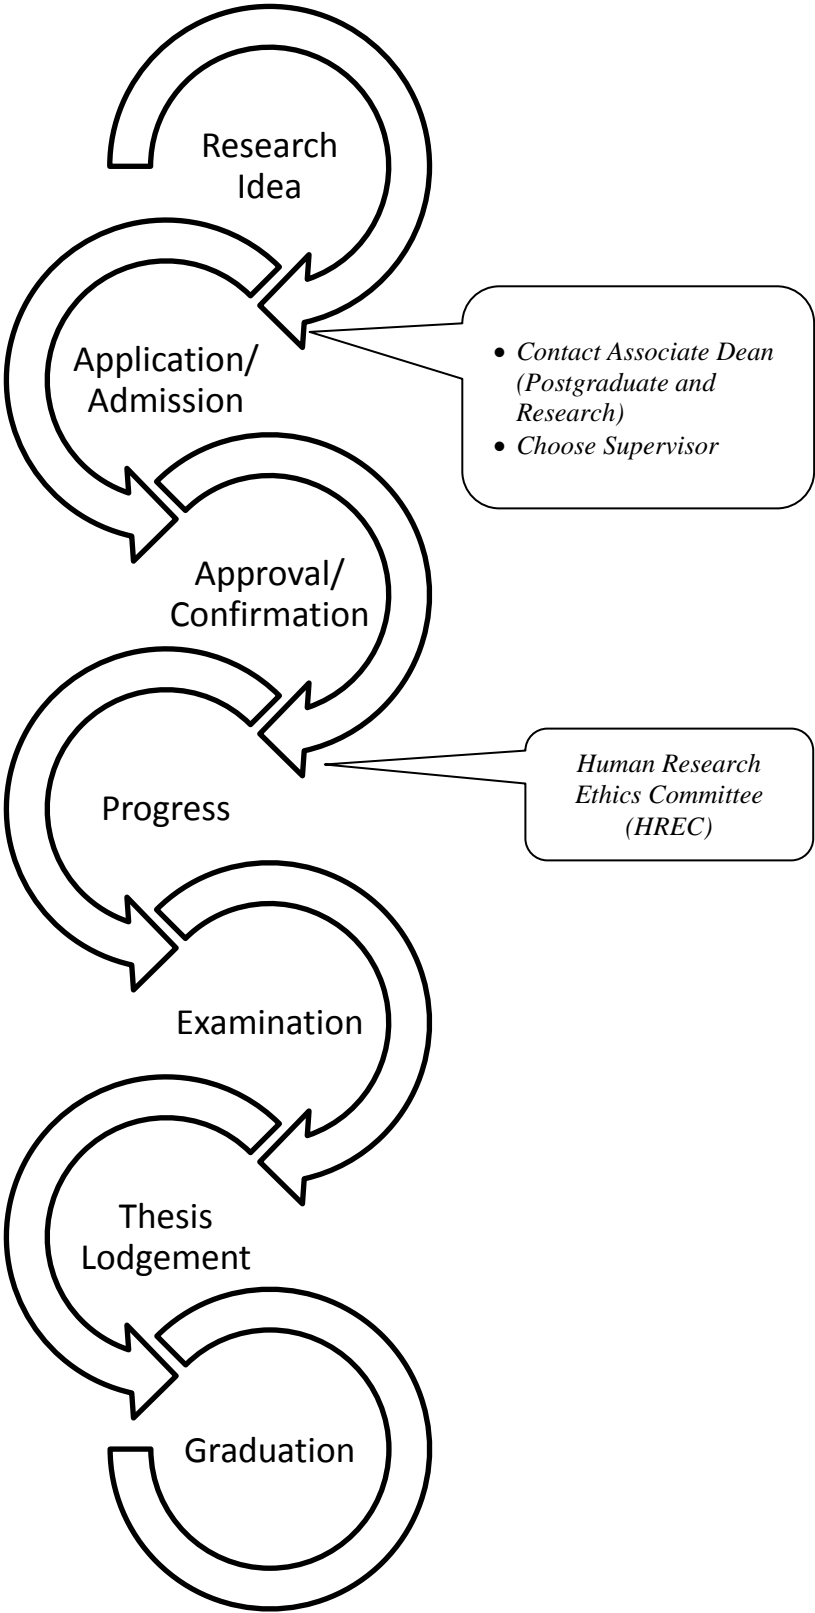 Research
Idea
Application/
Admission
• Contact Associate Dean
(Postgraduate and
Research)
• Choose Supervisor
Approval/
Confirmation
Progress
Human Research
Ethics Committee
(HREC)
Examination
Thesis
Lodgement
Graduation